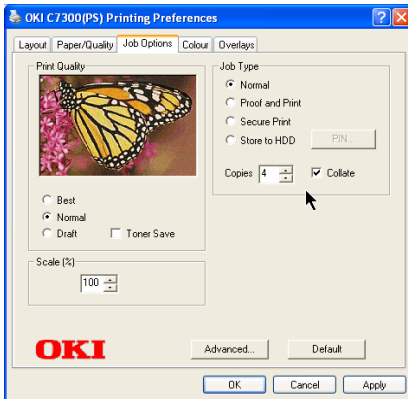 OKI C7300(PS) Printing Preferences
Layout Paper/Quality Job Options Colour Overlays
Print Quality
Best
Normal
Draft Toner Save
Scale (%)
100
Job Type
Normal
Proof and Print
Secure Print
Store to HDD PIN...
Copies 4 Collate
OKI
Advanced... Default
OK Cancel Apply